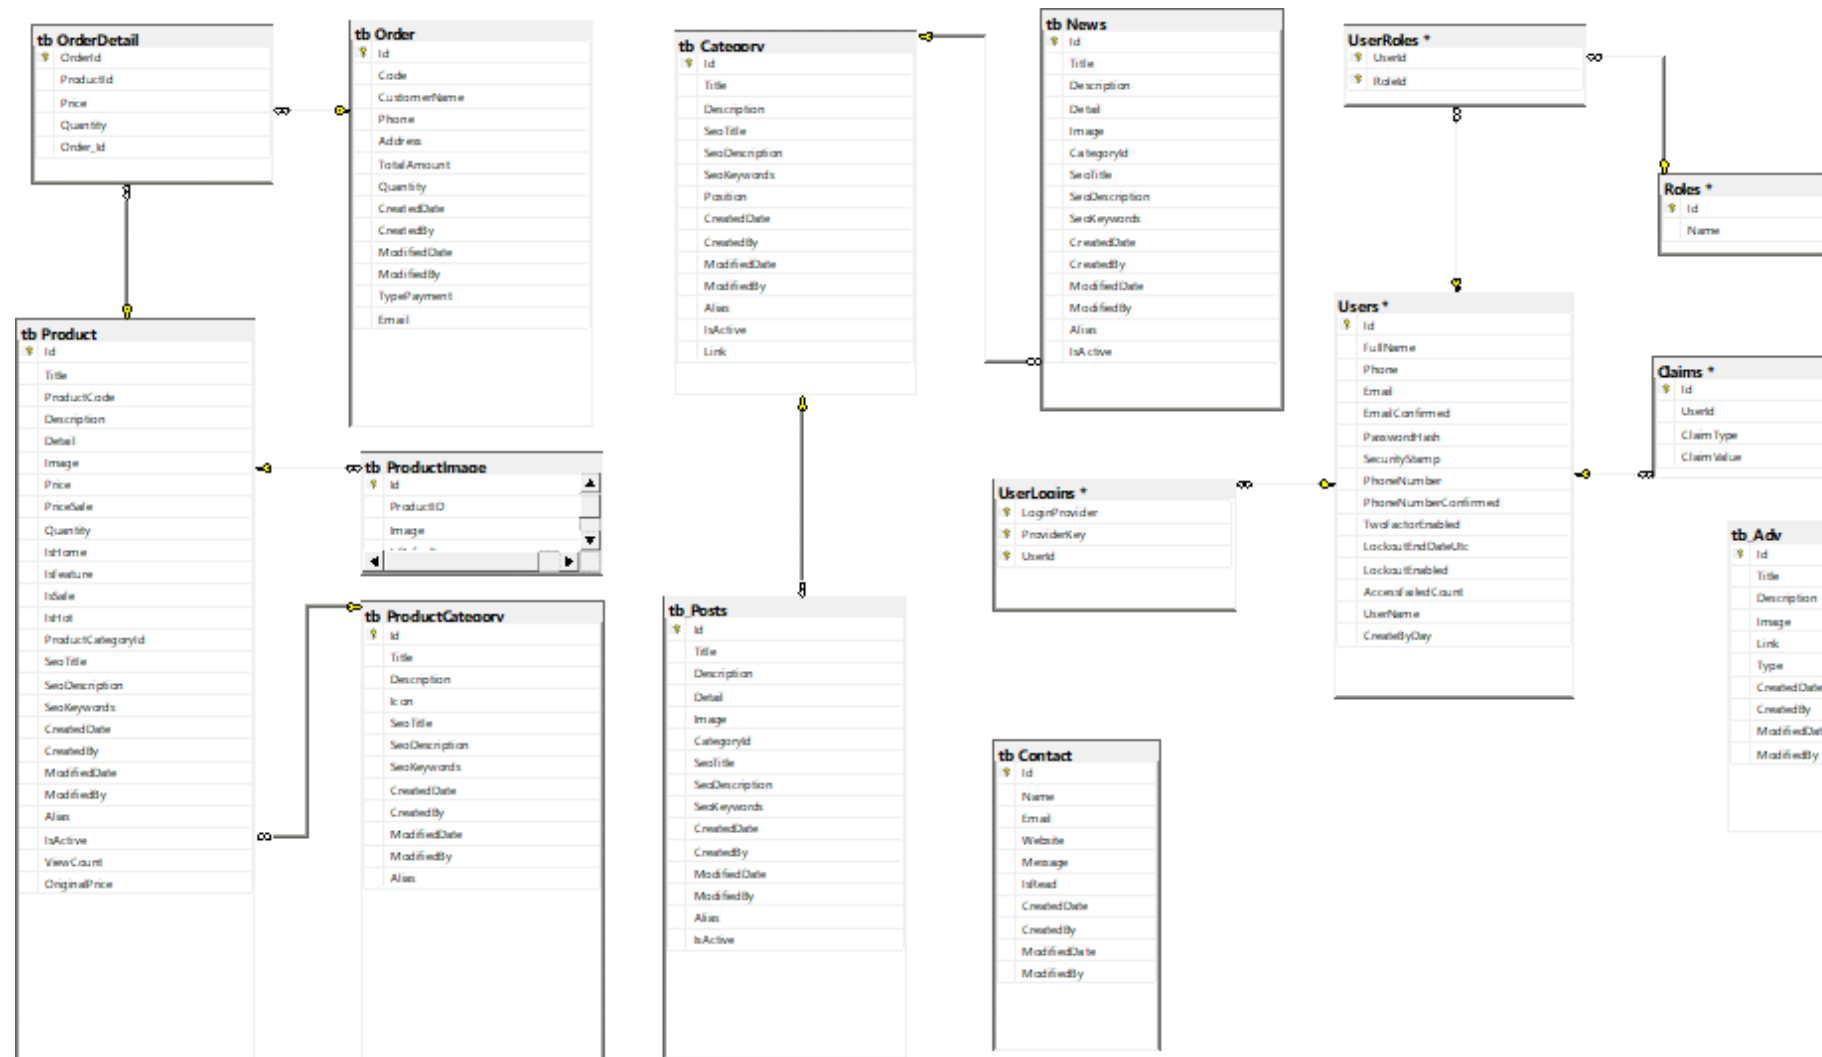 tb OrderDetail
OrderId
ProductId
Price
Quantity
Order_Id
tb Order
Id
Code
CustomerName
Phone
Address
TotalAmount
Quantity
CreatedDate
CreatedBy
ModifiedDate
ModifiedBy
TypePayment
Email
tb Category
Id
Title
Description
SeoTitle
SeoDescription
SeoKeywords
Position
CreatedDate
CreatedBy
ModifiedDate
ModifiedBy
Alias
IsActive
Link
tb News
Id
Title
Description
Detail
Image
CategoryId
SeoTitle
SeoDescription
SeoKeywords
CreatedDate
CreatedBy
ModifiedDate
ModifiedBy
Alias
IsActive
UserRoles *
UserId
RoleId
Roles *
Id
Name
tb Product
Id
Title
ProductCode
Description
Detail
Image
Price
PriceSale
Quantity
IsHome
IsFeature
IsSale
IsHot
ProductCategoryId
SeoTitle
SeoDescription
SeoKeywords
CreatedDate
CreatedBy
ModifiedDate
ModifiedBy
Alias
IsActive
ViewCount
OriginalPrice
tb ProductImage
Id
ProductID
Image
tb ProductCategory
Id
Title
Description
Icon
SeoTitle
SeoDescription
SeoKeywords
CreatedDate
CreatedBy
ModifiedDate
ModifiedBy
Alias
tb_Posts
Id
Title
Description
Detail
Image
CategoryId
SeoTitle
SeoDescription
SeoKeywords
CreatedDate
CreatedBy
ModifiedDate
ModifiedBy
Alias
IsActive
UserLogins *
LoginProvider
ProviderKey
UserId
Users *
Id
FullName
Phone
Email
EmailConfirmed
PasswordHash
SecurityStamp
PhoneNumber
PhoneNumberConfirmed
TwoFactorEnabled
LockoutEndDateUtc
LockoutEnabled
AccessFailedCount
UserName
CreateByDay
Claims *
Id
UserId
ClaimType
ClaimValue
tb_Adv
Id
Title
Description
Image
Link
Type
CreatedDate
CreatedBy
ModifiedDat
ModifiedBy
tb Contact
Id
Name
Email
Website
Message
IsRead
CreatedDate
CreatedBy
ModifiedDate
ModifiedBy